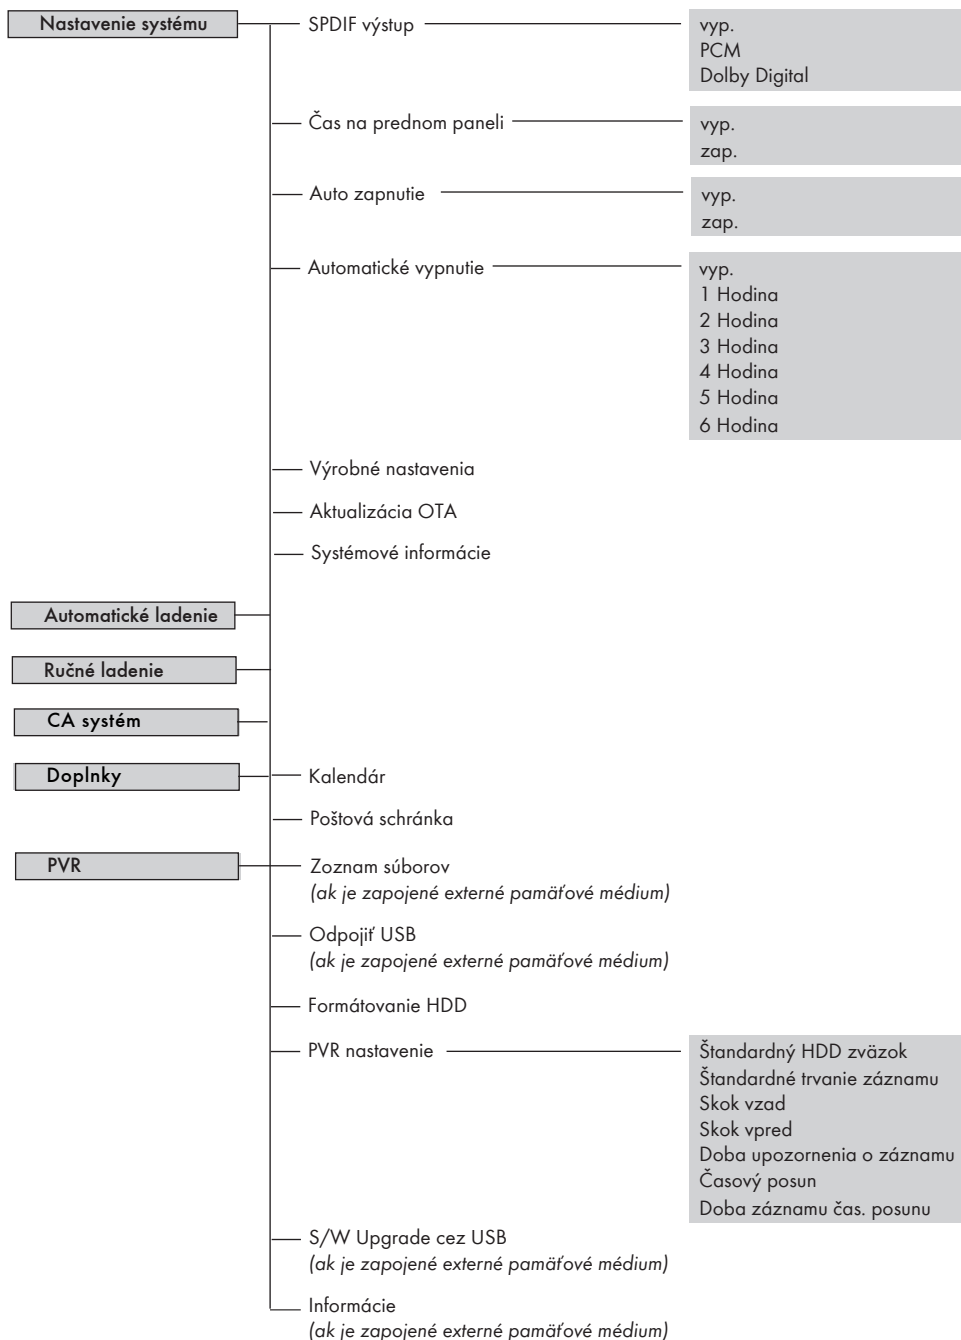 Nastavenie systému
SPDIF výstup
vyp.
PCM
Dolby Digital
Čas na prednom paneli
vyp.
zap.
Auto zapnutie
vyp.
zap.
Automatické vypnutie
vyp.
1 Hodina
2 Hodina
3 Hodina
4 Hodina
5 Hodina
6 Hodina
Výrobné nastavenia
Aktualizácia OTA
Systémové informácie
Automatické ladenie
Ručné ladenie
CA systém
Doplnky
Kalendár
Poštová schránka
PVR
Zoznam súborov
(ak je zapojené externé pamäťové médium)
Odpojiť USB
(ak je zapojené externé pamäťové médium)
Formátovanie HDD
PVR nastavenie
Štandardný HDD zväzok
Štandardné trvanie záznamu
Skok vzad
Skok vpred
Doba upozornenia o záznamu
Časový posun
Doba záznamu čas. posunu
S/W Upgrade cez USB
(ak je zapojené externé pamäťové médium)
Informácie
(ak je zapojené externé pamäťové médium)